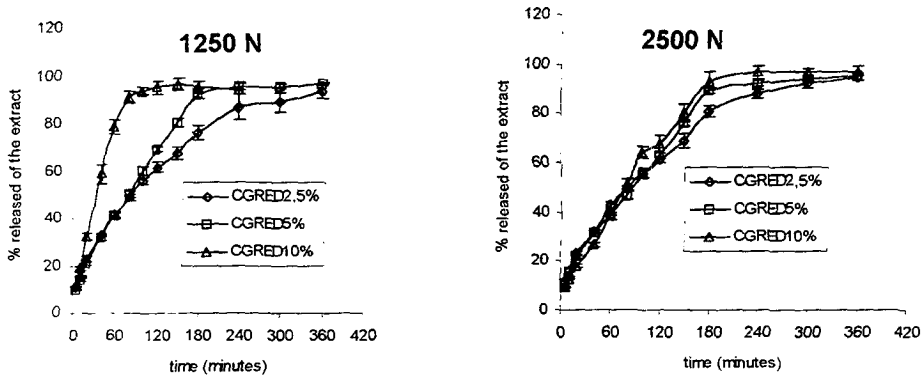 1250 N
% released of the extract
120
100
80
60
40
20
0
CGRED2,5%
CGRED5%
CGRED10%
0 60 120 180 240 300 360 420
time (minutes)
2500 N
% released of the extract
120
100
80
60
40
20
0
CGRED2,5%
CGRED5%
CGRED10%
0 60 120 180 240 300 360 420
time (minutes)